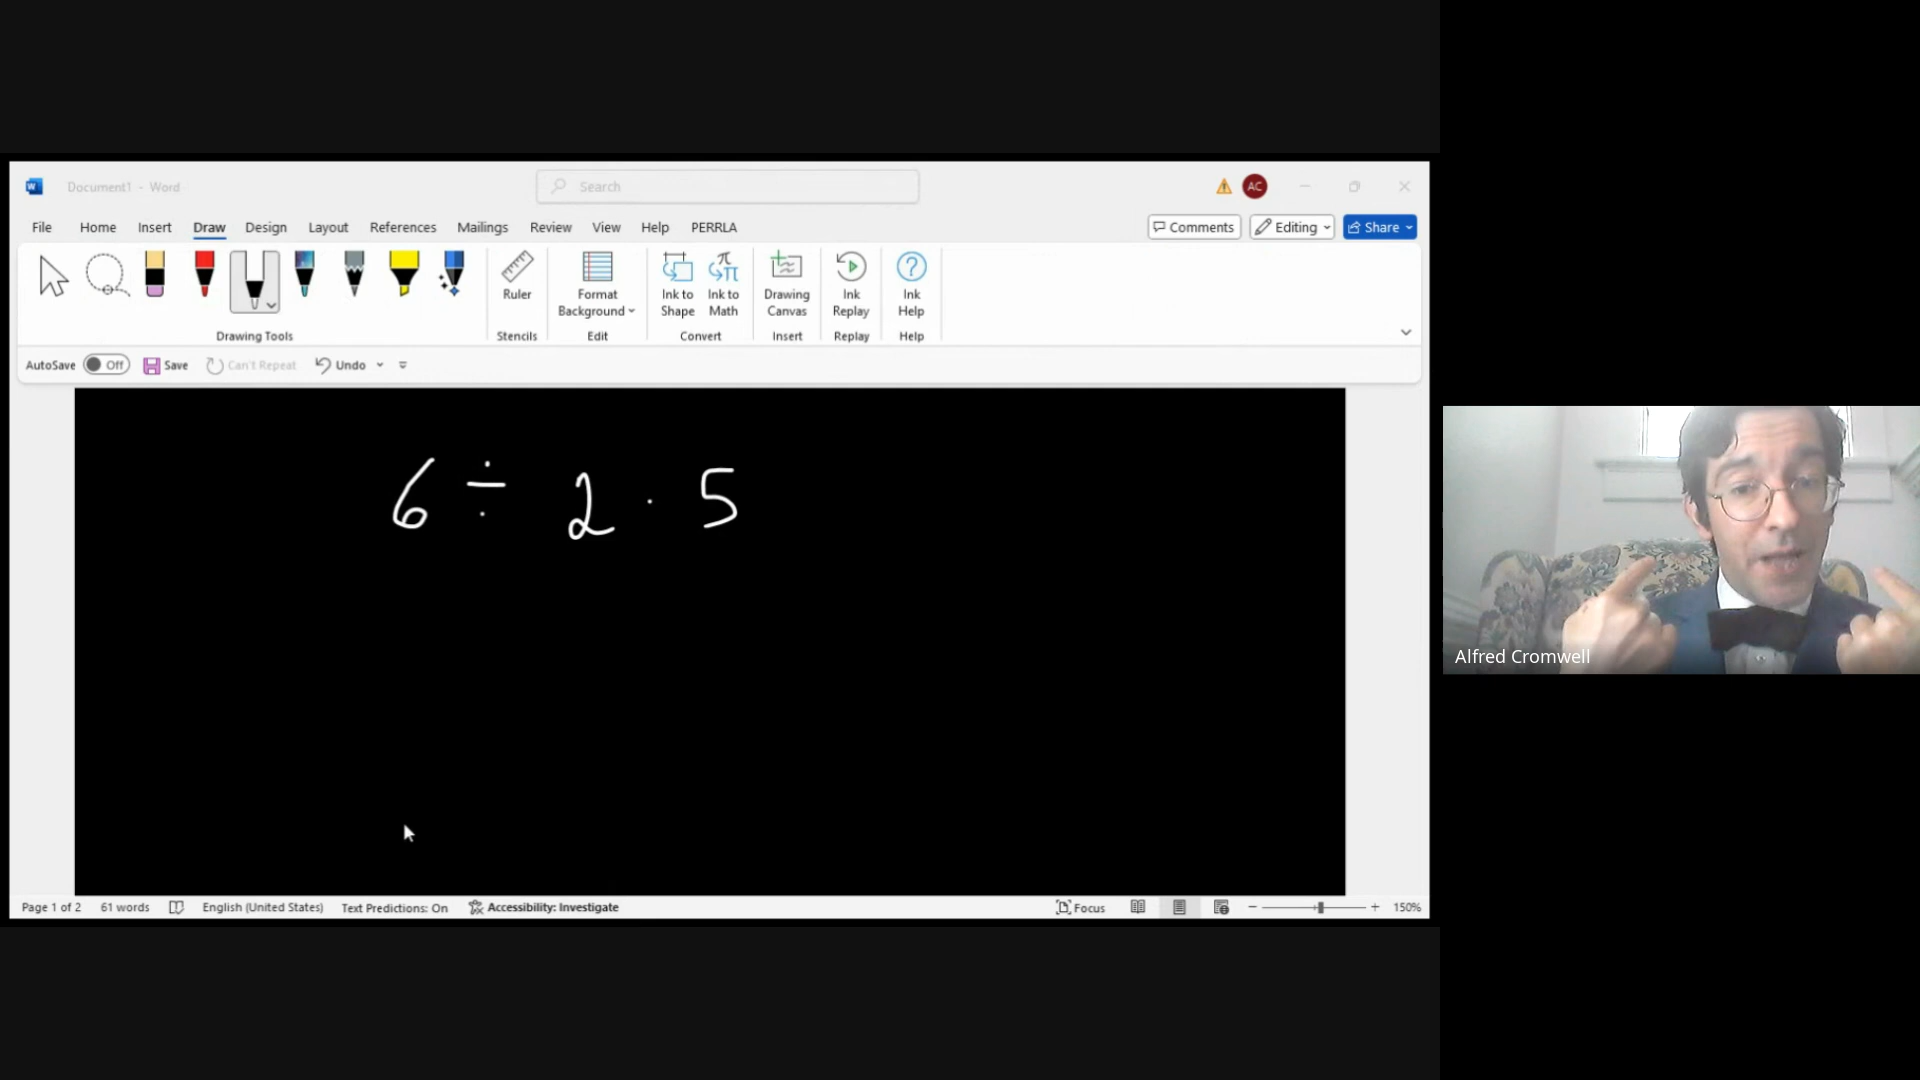 Document1 - Word
Search
AC
File Home Insert Draw Design Layout References Mailings Review View Help PERRLA
Comments Editing Share
Ruler
Format Background
Ink to Shape
Ink to Math
Drawing Canvas
Ink Replay
Ink Help
Drawing Tools Stencils Edit Convert Insert Replay Help
AutoSave Off Save Can't Repeat Undo
6 ÷ 2 · 5
Alfred Cromwell
Page 1 of 2 61 words English (United States) Text Predictions: On Accessibility: Investigate Focus 150%